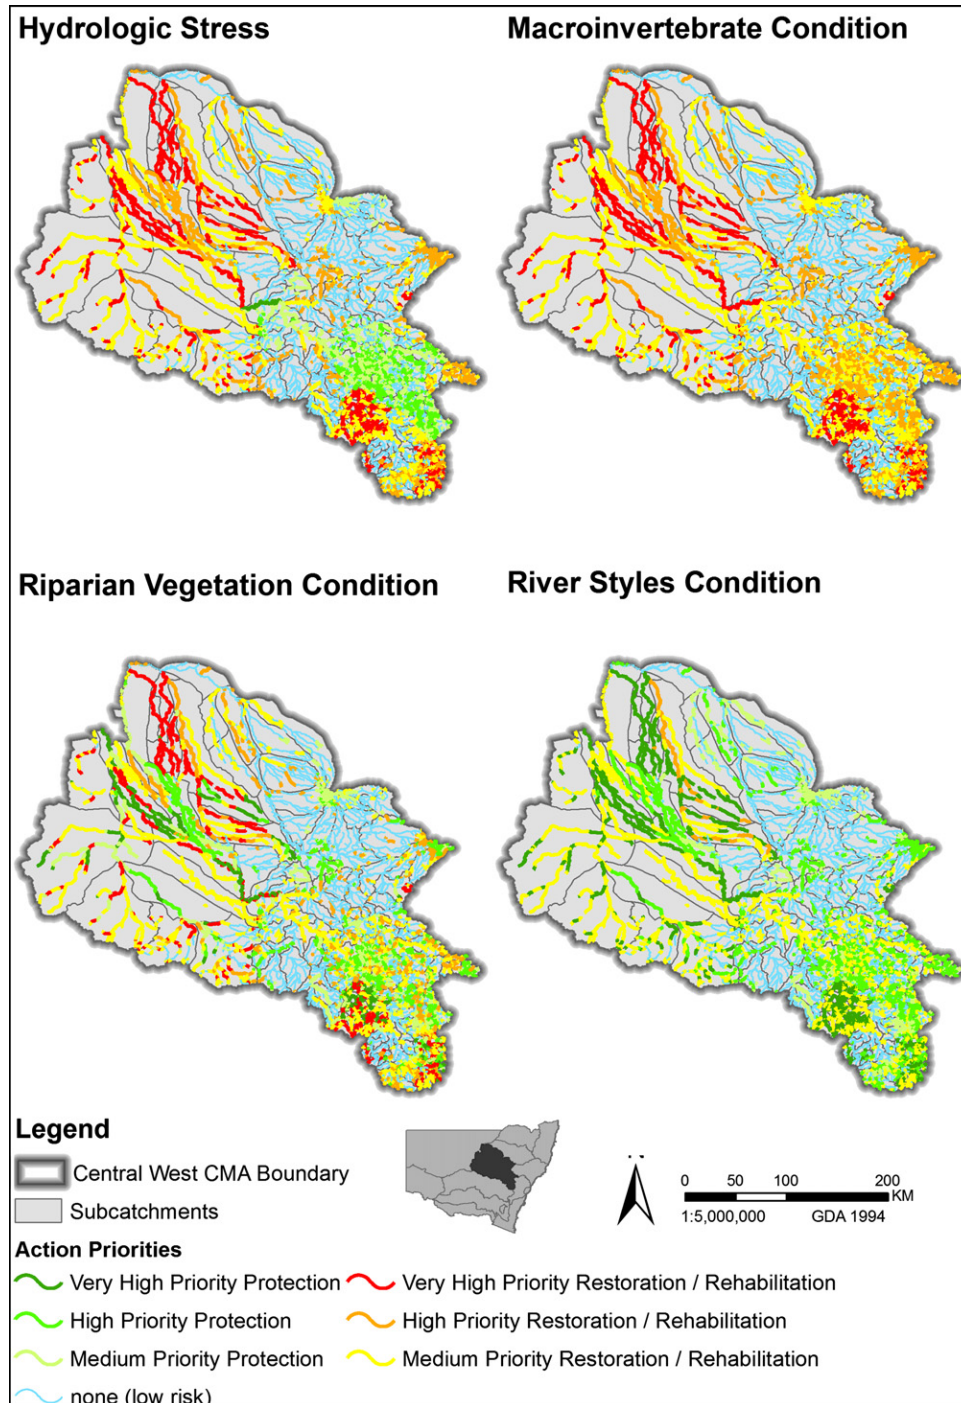 Hydrologic Stress
Macroinvertebrate Condition
Riparian Vegetation Condition
River Styles Condition
Legend
Central West CMA Boundary
Subcatchments
0 50 100 200
KM
1:5,000,000 GDA 1994
Action Priorities
Very High Priority Protection
Very High Priority Restoration / Rehabilitation
High Priority Protection
High Priority Restoration / Rehabilitation
Medium Priority Protection
Medium Priority Restoration / Rehabilitation
none (low risk)